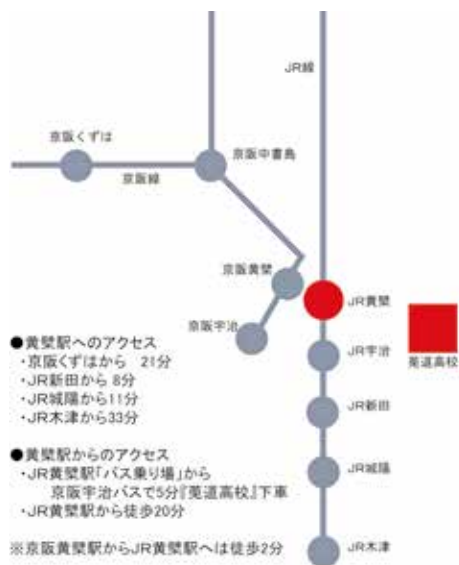 JR線
京阪くずは
京阪中書島
京阪線
京阪黄檗
JR黄檗
京阪宇治
JR宇治
莵道高校
JR新田
JR城陽
JR木津
●黄檗駅へのアクセス
・京阪くずはから 21分
・JR新田から 8分
・JR城陽から11分
・JR木津から33分
●黄檗駅からのアクセス
・JR黄檗駅「バス乗り場」から
京阪宇治バスで5分『莵道高校』下車
・JR黄檗駅から徒歩20分
※京阪黄檗駅からJR黄檗駅へは徒歩2分